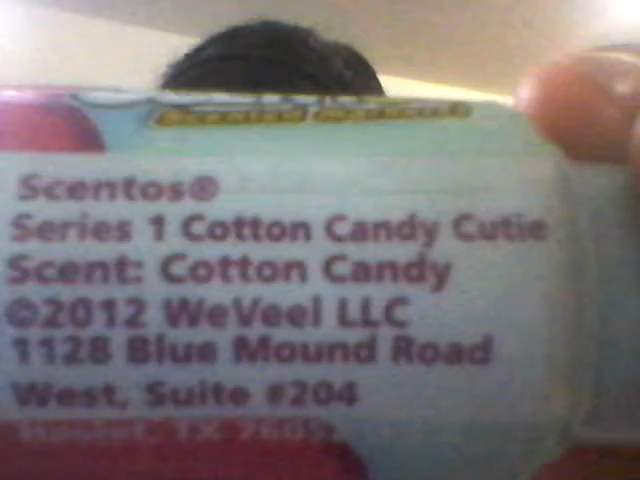 Scentos®
Series 1 Cotton Candy Cutie
Scent: Cotton Candy
©2012 WeVeel LLC
1128 Blue Mound Road
West, Suite #204
TX